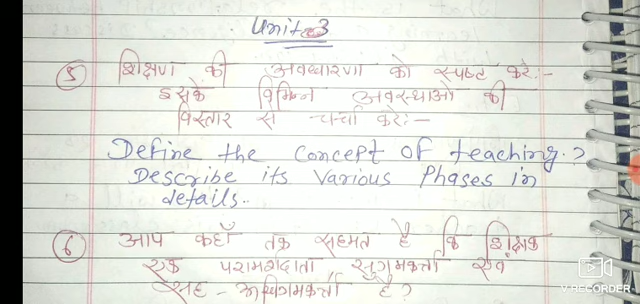 Unit-3
5 शिक्षण की अवधारणा को स्पष्ट करें:-
इसके विभिन्न अवस्थाओं की
विस्तार से चर्चा करें:-
Define the concept of teaching.?
Describe its various Phases in
details..
6 आप कहाँ तक सहमत हैं कि शिक्षक
एक परामर्शदाता सुगमकर्त्ता एवं
सह-अधिगमकर्त्ता है?
V RECORDER